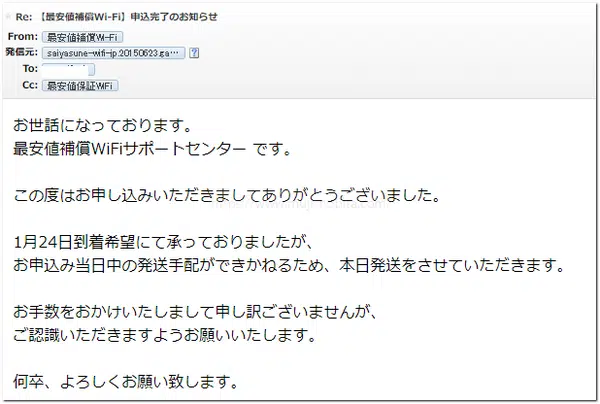 Re: 【最安値補償Wi-Fi】申込完了のお知らせ
From: 最安値補償Wi-Fi
発信元: saiyasune-wifi-jp.20150623.ga…
To:
Cc: 最安値保証WiFi
お世話になっております。
最安値補償WiFiサポートセンター です。
この度はお申し込みいただきましてありがとうございました。
1月24日到着希望にて承っておりましたが、
お申込み当日中の発送手配ができかねるため、本日発送をさせていただきます。
お手数をおかけいたしまして申し訳ございませんが、
ご認識いただきますようお願いいたします。
何卒、よろしくお願い致します。